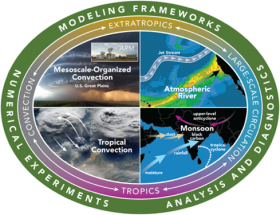 MODELING FRAMEWORKS
EXTRATROPICS
ARM
Mesoscale-Organized
Convection
U.S. Great Plains
Jet Stream
Atmospheric
River
CONVECTION
LARGE-SCALE CIRCULATION
NUMERICAL EXPERIMENTS
ANALYSIS AND DIAGNOSTICS
Tropical
Convection
upper-level
anticyclone
Monsoon
black
carbon
rainfall
tropical
cyclone
moisture
TROPICS